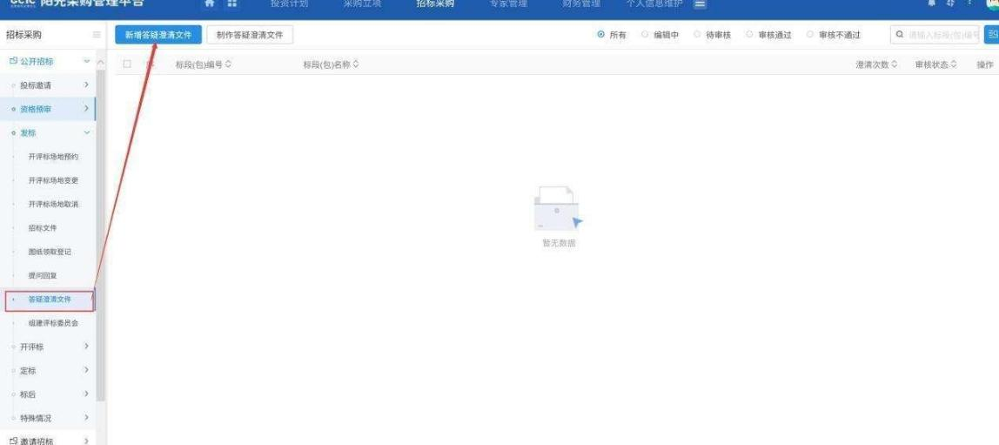 阳光采购管理平台
投资计划 采购立项 招标采购 专家管理 财务管理 个人信息维护
招标采购
新增答疑澄清文件 制作答疑澄清文件
所有 编辑中 待审核 审核通过 审核不通过
请输入标段(包)编号
标段(包)编号 标段(包)名称 澄清次数 审核状态 操作
公开招标
投标邀请
资格预审
发标
开评标场地预约
开评标场地变更
开评标场地取消
招标文件
图纸领取登记
提问回复
答疑澄清文件
组建评标委员会
开评标
定标
标后
特殊情况
邀请招标
暂无数据